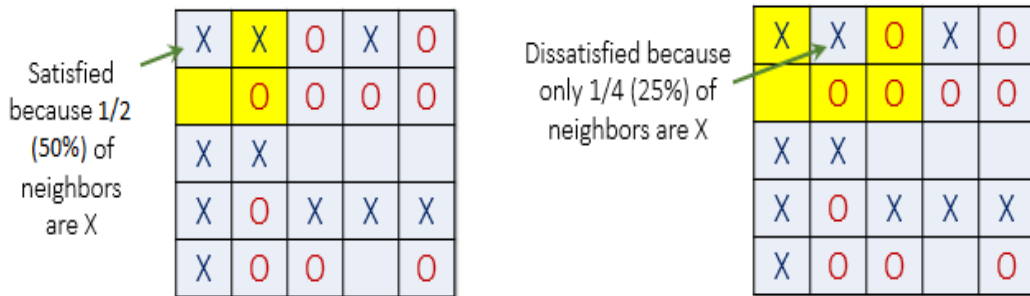 Satisfied
because 1/2
(50%) of
neighbors
are X
X X O X O
O O O O
X X
X O X X X
X O O O
Dissatisfied because
only 1/4 (25%) of
neighbors are X
X X O X O
O O O O
X X
X O X X X
X O O O